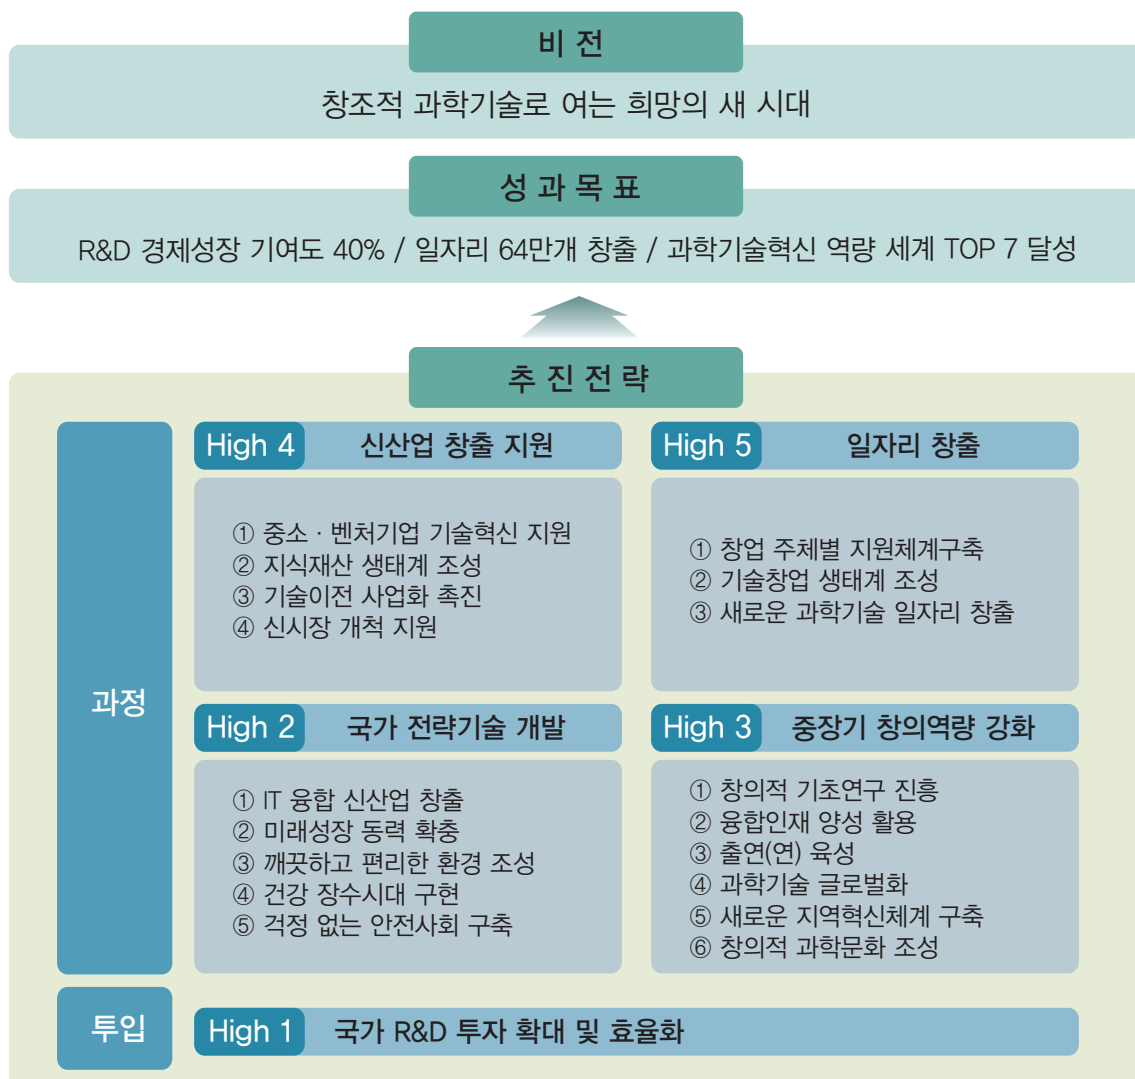 비 전
창조적 과학기술로 여는 희망의 새 시대
성 과 목 표
R&D 경제성장 기여도 40% / 일자리 64만개 창출 / 과학기술혁신 역량 세계 TOP 7 달성
추 진 전 략
과정
High 4 신산업 창출 지원
① 중소 · 벤처기업 기술혁신 지원
② 지식재산 생태계 조성
③ 기술이전 사업화 촉진
④ 신시장 개척 지원
High 5 일자리 창출
① 창업 주체별 지원체계구축
② 기술창업 생태계 조성
③ 새로운 과학기술 일자리 창출
High 2 국가 전략기술 개발
① IT 융합 신산업 창출
② 미래성장 동력 확충
③ 깨끗하고 편리한 환경 조성
④ 건강 장수시대 구현
⑤ 걱정 없는 안전사회 구축
High 3 중장기 창의역량 강화
① 창의적 기초연구 진흥
② 융합인재 양성 활용
③ 출연(연) 육성
④ 과학기술 글로벌화
⑤ 새로운 지역혁신체계 구축
⑥ 창의적 과학문화 조성
투입
High 1 국가 R&D 투자 확대 및 효율화